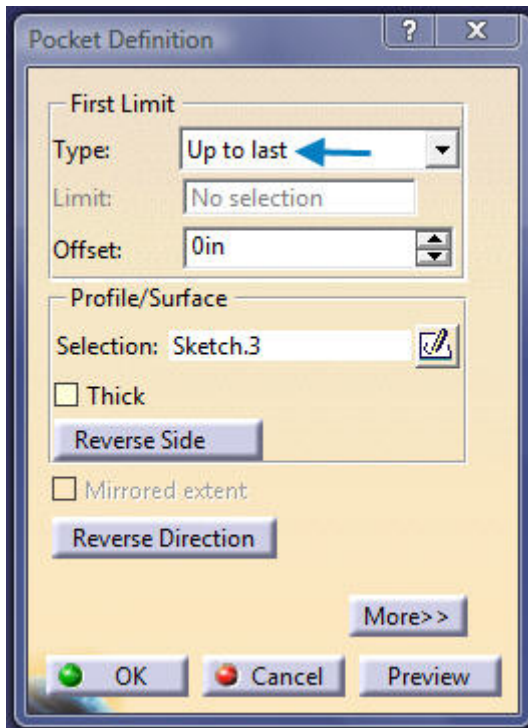 Pocket Definition
?
X
First Limit
Type: Up to last
Limit: No selection
Offset: 0in
Profile/Surface
Selection: Sketch.3
Thick
Reverse Side
Mirrored extent
Reverse Direction
More>>
OK Cancel Preview